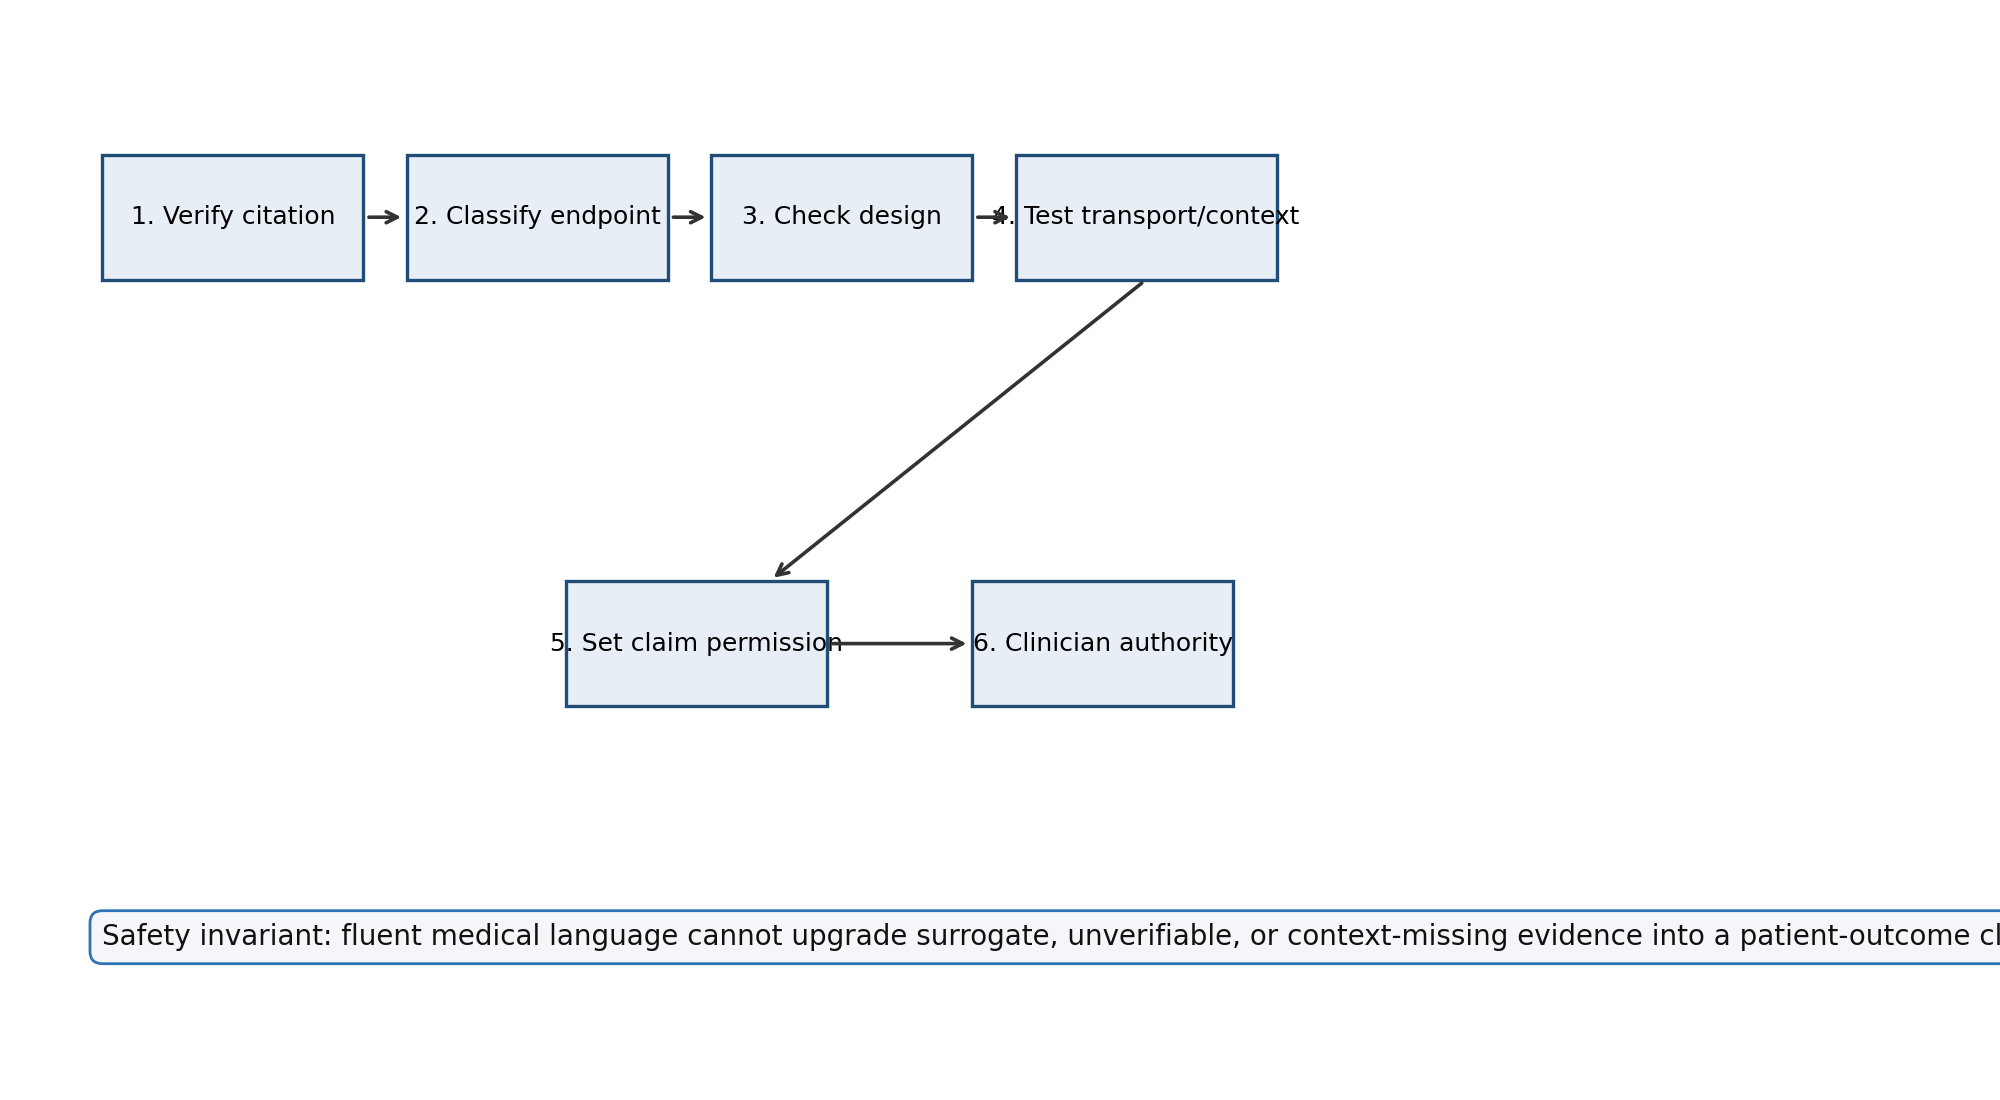 1. Verify citation
2. Classify endpoint
3. Check design
4. Test transport/context
5. Set claim permission
6. Clinician authority
Safety invariant: fluent medical language cannot upgrade surrogate, unverifiable, or context-missing evidence into a patient-outcome